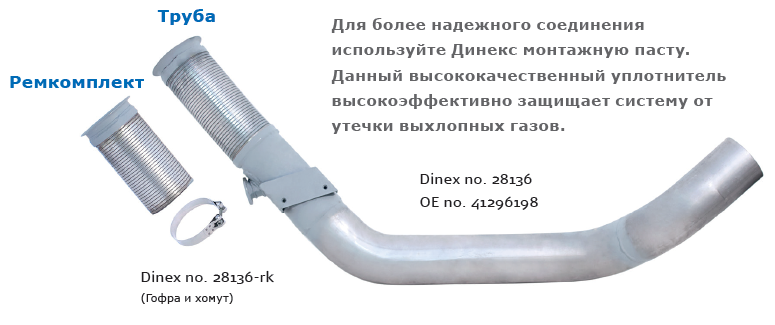 Труба
Ремкомплект
Для более надежного соединения
используйте Динекс монтажную пасту.
Данный высококачественный уплотнитель
высокоэффективно защищает систему от
утечки выхлопных газов.
Dinex no. 28136
OE no. 41296198
Dinex no. 28136-rk
(Гофра и хомут)